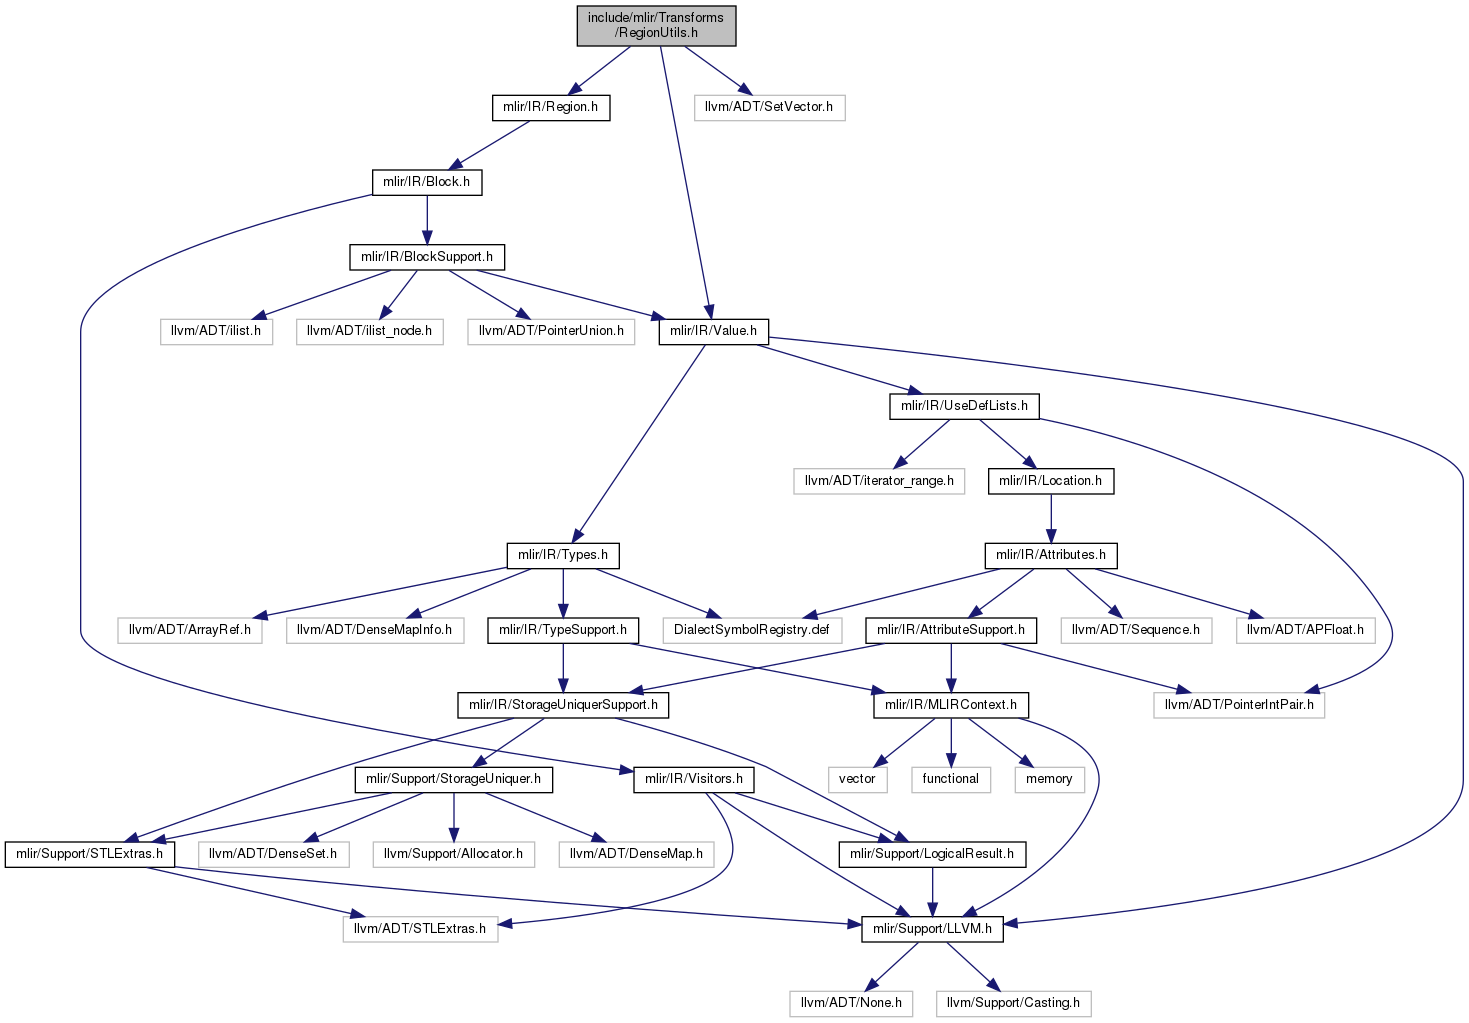 include/mlir/Transforms
/RegionUtils.h
mlir/IR/Region.h
llvm/ADT/SetVector.h
mlir/IR/Block.h
mlir/IR/BlockSupport.h
llvm/ADT/ilist.h
llvm/ADT/ilist_node.h
llvm/ADT/PointerUnion.h
mlir/IR/Value.h
mlir/IR/UseDefLists.h
llvm/ADT/iterator_range.h
mlir/IR/Location.h
mlir/IR/Types.h
mlir/IR/Attributes.h
llvm/ADT/ArrayRef.h
llvm/ADT/DenseMapInfo.h
mlir/IR/TypeSupport.h
DialectSymbolRegistry.def
mlir/IR/AttributeSupport.h
llvm/ADT/Sequence.h
llvm/ADT/APFloat.h
mlir/IR/StorageUniquerSupport.h
mlir/IR/MLIRContext.h
llvm/ADT/PointerIntPair.h
mlir/Support/StorageUniquer.h
mlir/IR/Visitors.h
vector
functional
memory
mlir/Support/STLExtras.h
llvm/ADT/DenseSet.h
llvm/Support/Allocator.h
llvm/ADT/DenseMap.h
mlir/Support/LogicalResult.h
llvm/ADT/STLExtras.h
mlir/Support/LLVM.h
llvm/ADT/None.h
llvm/Support/Casting.h